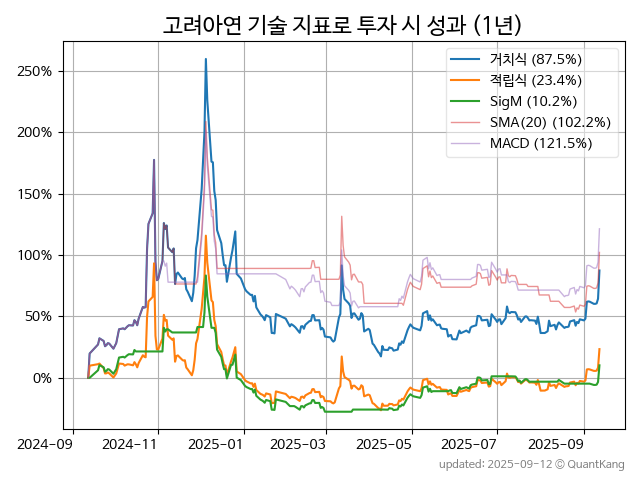 고려아연 기술 지표로 투자 시 성과 (1년)
거치식 (87.5%)
적립식 (23.4%)
SigM (10.2%)
SMA(20) (102.2%)
MACD (121.5%)
250%
200%
150%
100%
50%
0%
2024-09 2024-11 2025-01 2025-03 2025-05 2025-07 2025-09
updated: 2025-09-12 © QuantKang